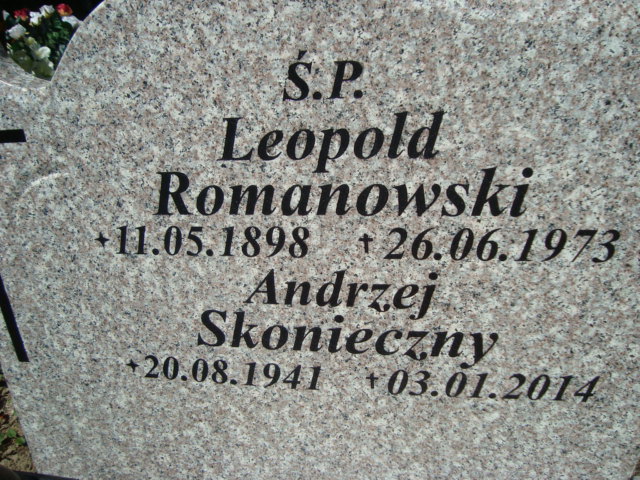 Ś.P.
Leopold
Romanowski
✦11.05.1898 ✝26.06.1973
Andrzej
Skonieczny
✦20.08.1941 ✝03.01.2014